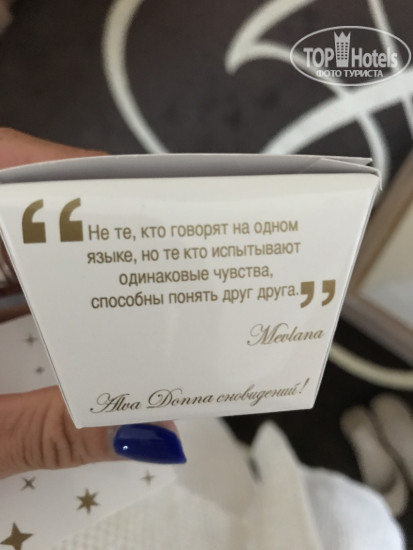 TOP Hotels
ФОТО ТУРИСТА
“Не те, кто говорят на одном
языке, но те кто испытывают
одинаковые чувства,
способны понять друг друга.”
Mevlana
Alva Donna сновидений!